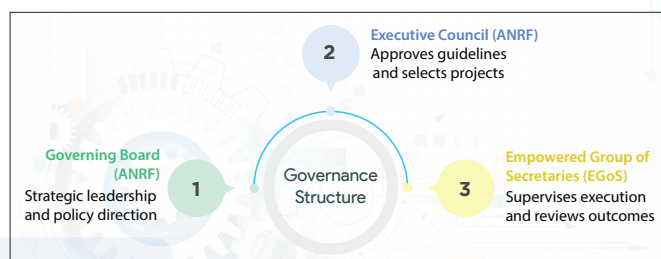 Governing Board
(ANRF)
Strategic leadership
and policy direction
1
2
Executive Council (ANRF)
Approves guidelines
and selects projects
Governance
Structure
3
Empowered Group of
Secretaries (EGoS)
Supervises execution
and reviews outcomes